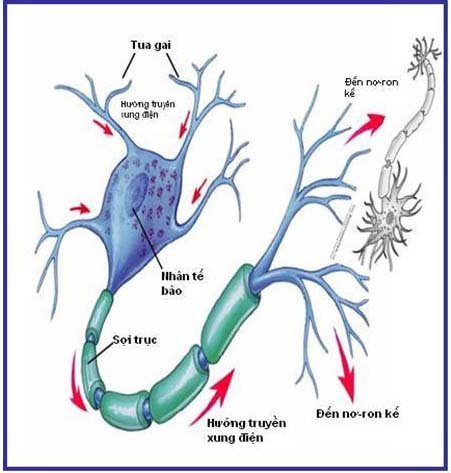 Tua gai
Hướng truyền
xung điện
Đến nơ-ron
kế
Nhân tế
bào
Sợi trục
Hướng truyền
xung điện
Đến nơ-ron kế